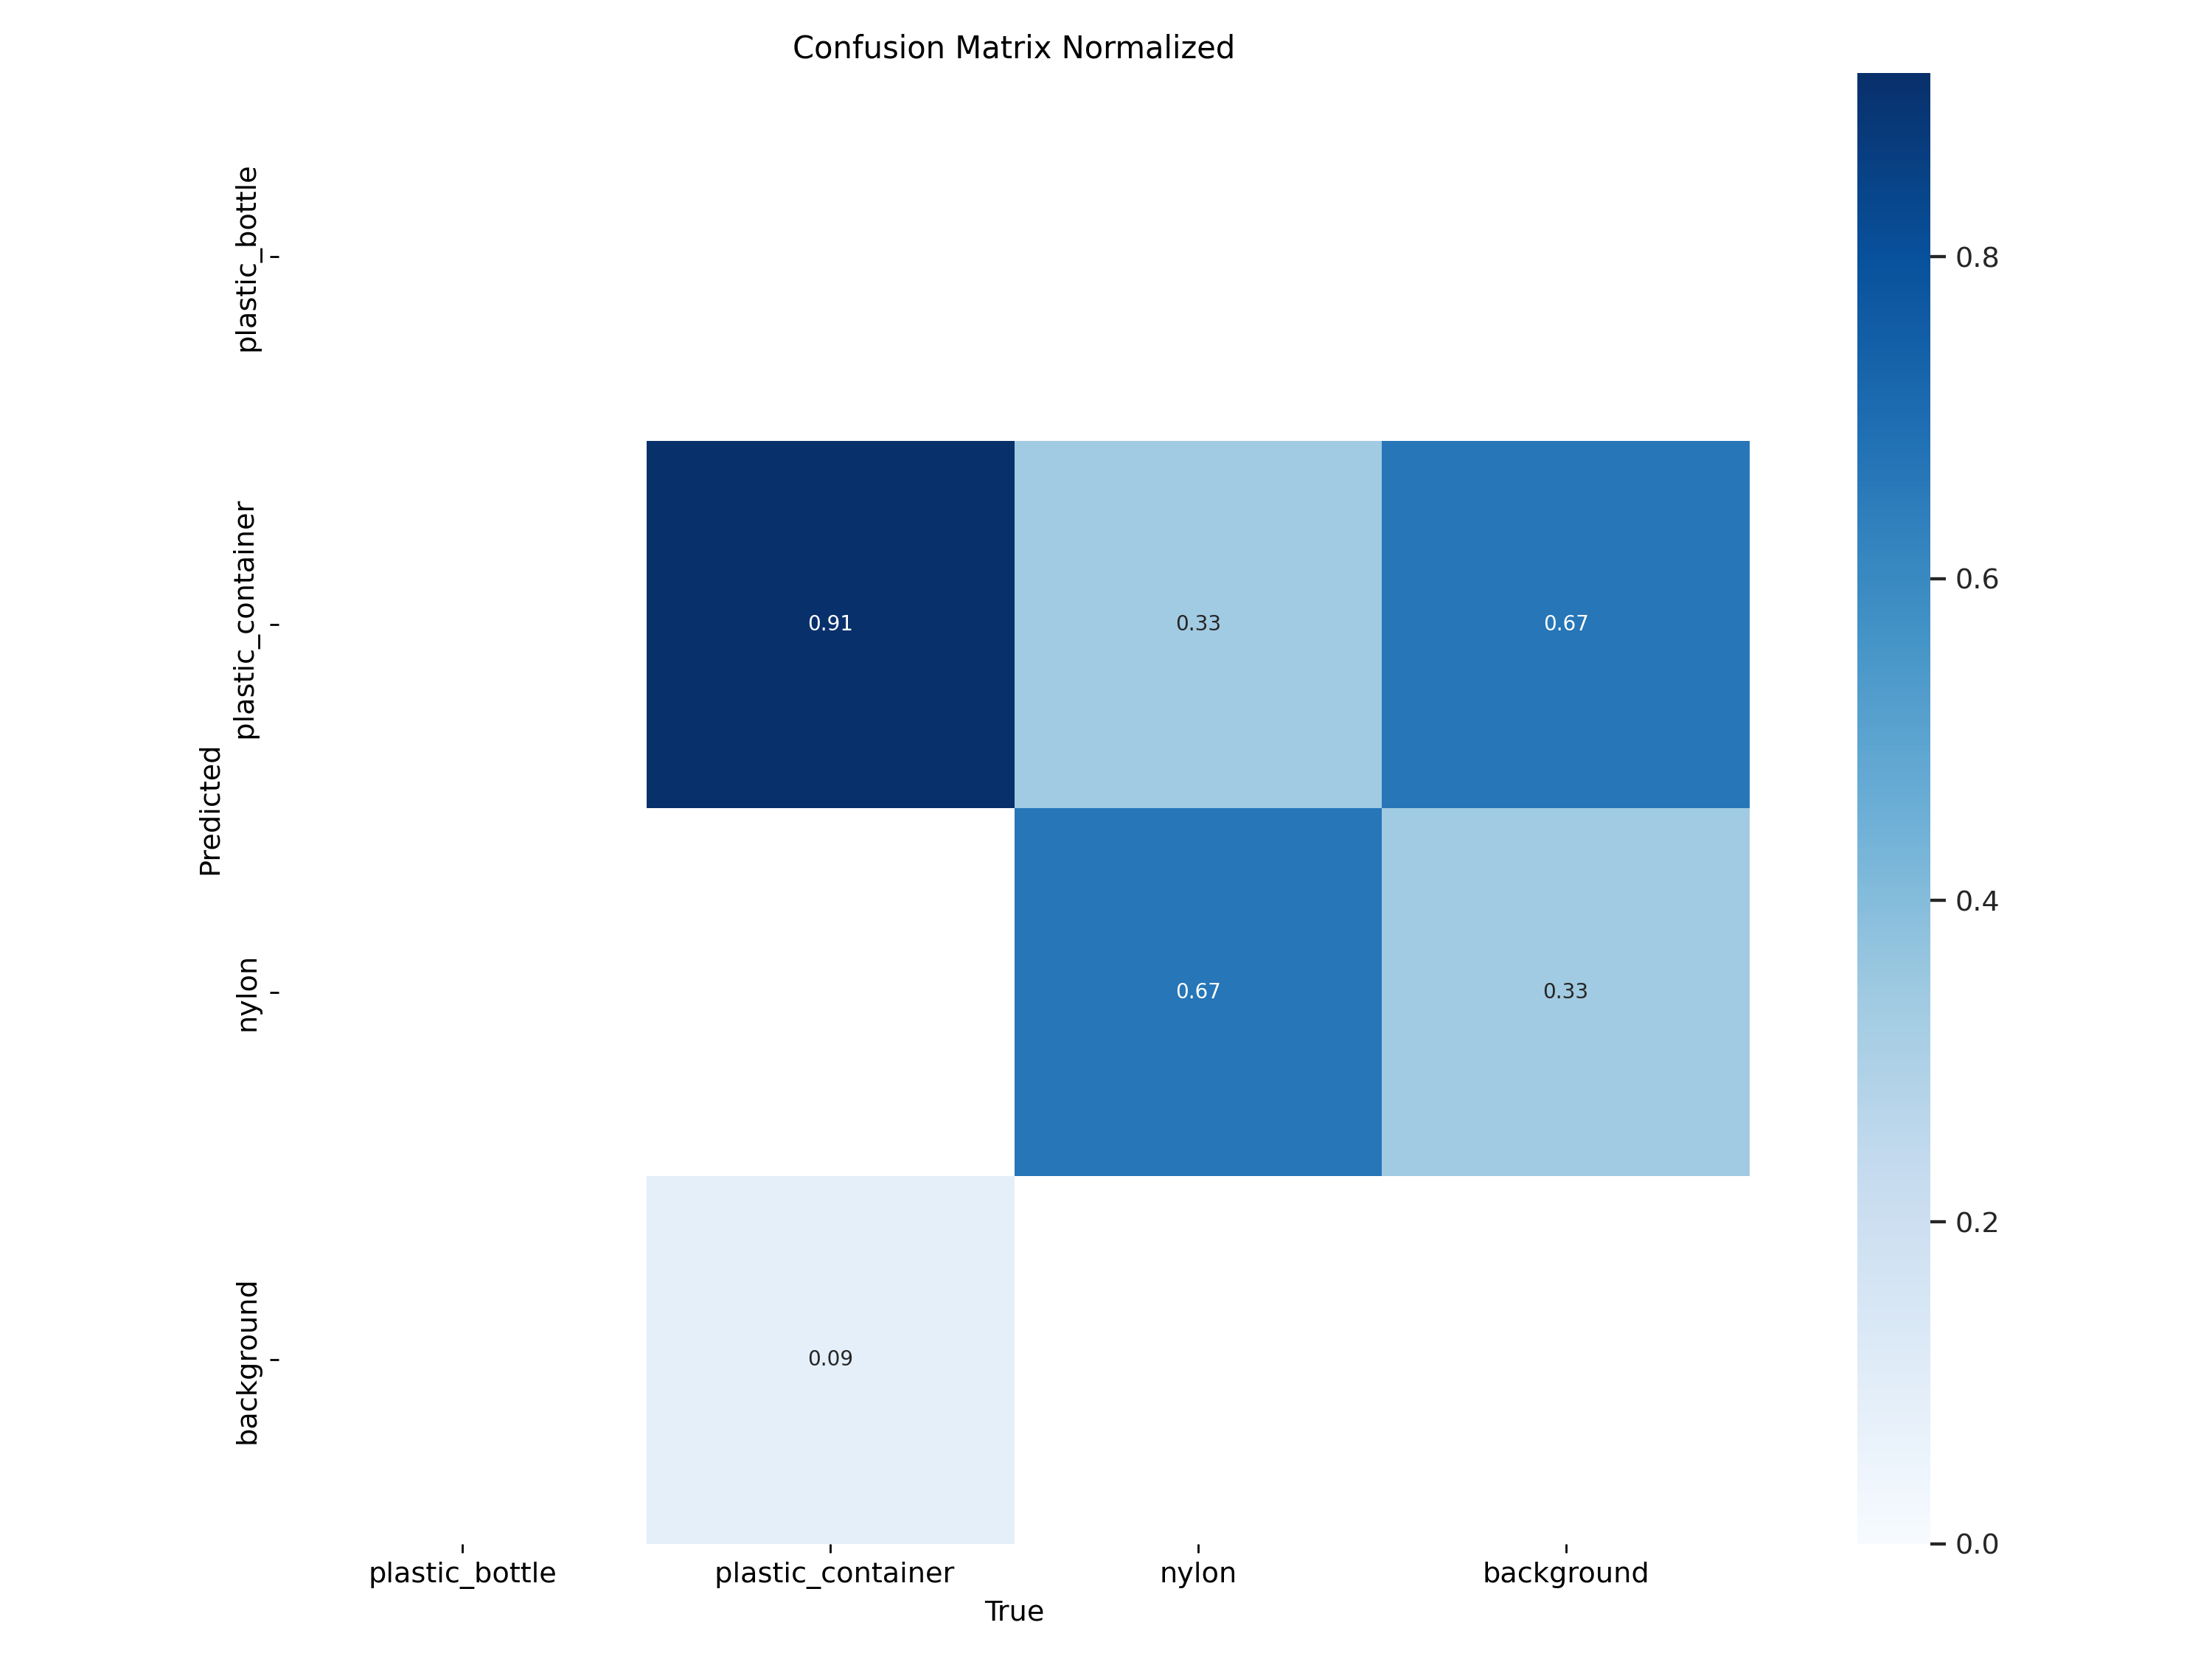 Confusion Matrix Normalized
plastic_bottle
plastic_container
nylon
background
Predicted
0.91
0.33
0.67
0.67
0.33
0.09
plastic_bottle
plastic_container
nylon
background
True
0.8
0.6
0.4
0.2
0.0